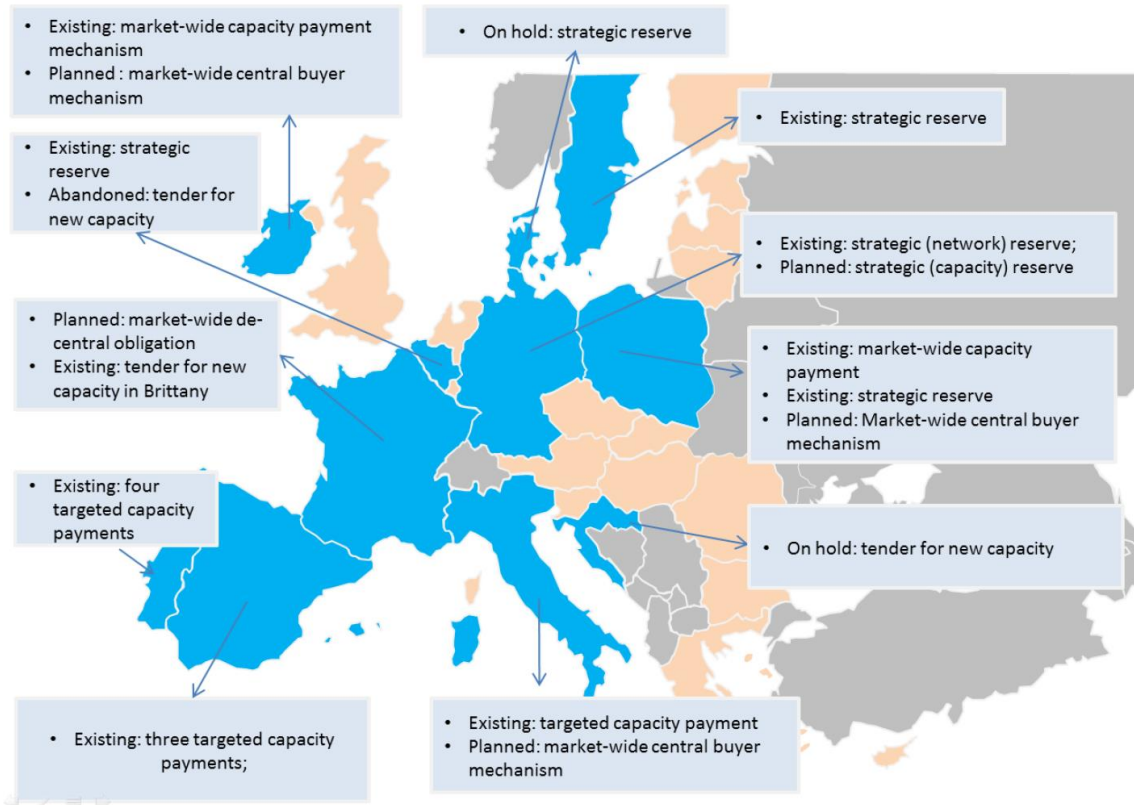 • Existing: market-wide capacity payment
mechanism
• Planned : market-wide central buyer
mechanism
• On hold: strategic reserve
• Existing: strategic reserve
• Existing: strategic
reserve
• Abandoned: tender for
new capacity
• Existing: strategic (network) reserve;
• Planned: strategic (capacity) reserve
• Planned: market-wide de-
central obligation
• Existing: tender for new
capacity in Brittany
• Existing: market-wide capacity
payment
• Existing: strategic reserve
• Planned: Market-wide central buyer
mechanism
• Existing: four
targeted capacity
payments
• On hold: tender for new capacity
• Existing: three targeted capacity
payments;
• Existing: targeted capacity payment
• Planned: market-wide central buyer
mechanism